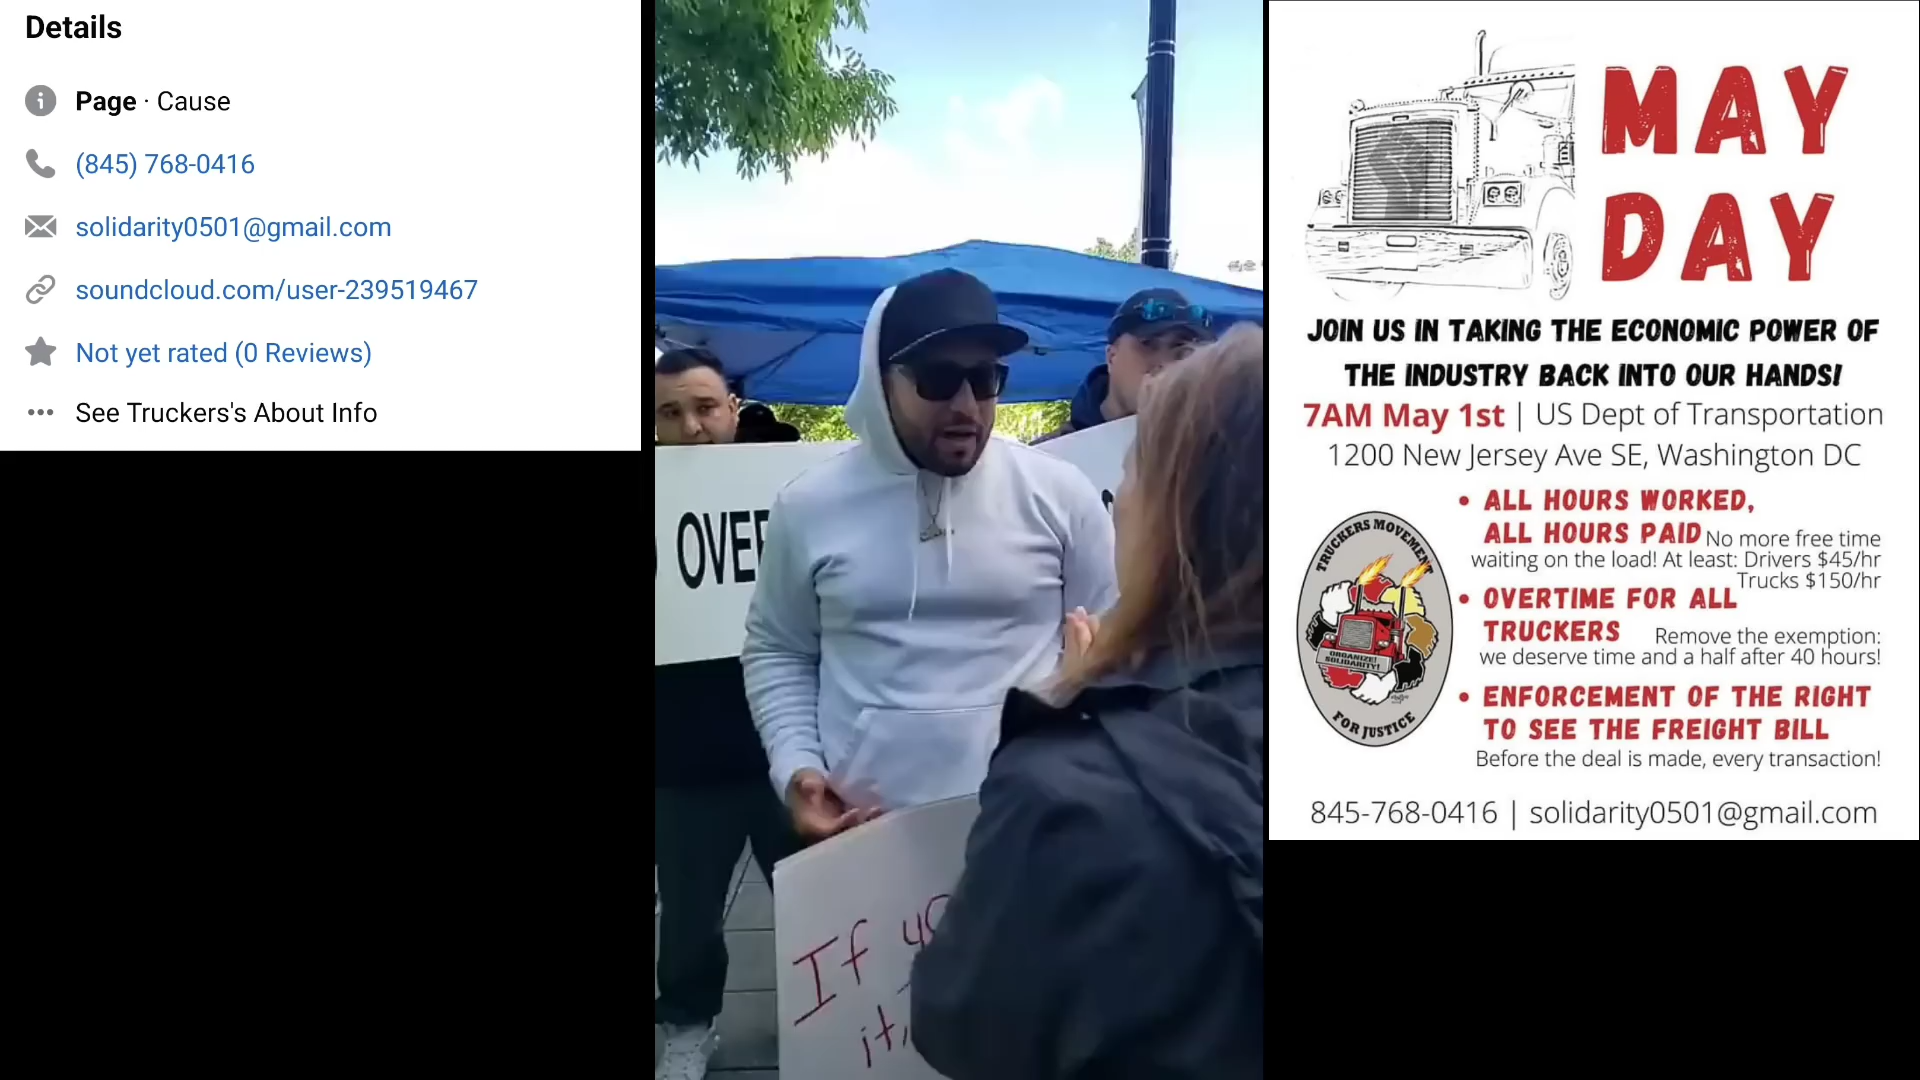 Details
Page · Cause
(845) 768-0416
solidarity0501@gmail.com
soundcloud.com/user-239519467
Not yet rated (0 Reviews)
See Truckers's About Info
OVER
If
it,
MAY
DAY
JOIN US IN TAKING THE ECONOMIC POWER OF
THE INDUSTRY BACK INTO OUR HANDS!
7AM May 1st | US Dept of Transportation
1200 New Jersey Ave SE, Washington DC
• ALL HOURS WORKED,
ALL HOURS PAID No more free time
waiting on the load! At least: Drivers $45/hr
Trucks $150/hr
• OVERTIME FOR ALL
TRUCKERS Remove the exemption:
we deserve time and a half after 40 hours!
• ENFORCEMENT OF THE RIGHT
TO SEE THE FREIGHT BILL
Before the deal is made, every transaction!
TRUCKERS MOVEMENT
ORGANIZE!
SOLIDARITY!
FOR JUSTICE
845-768-0416 | solidarity0501@gmail.com